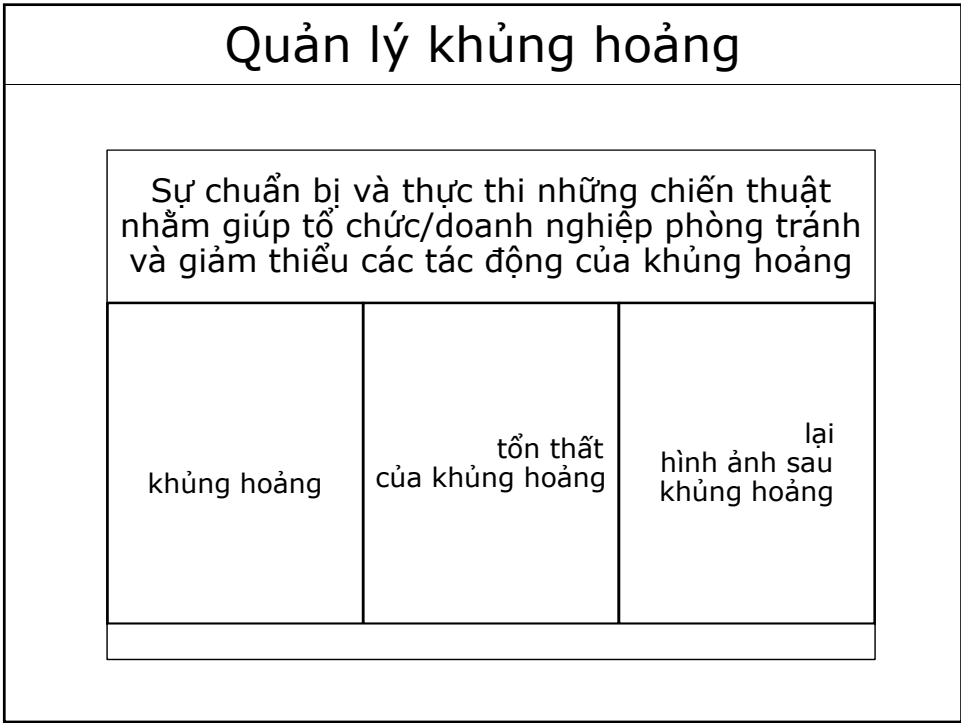 Quản lý khủng hoảng
Sự chuẩn bị và thực thi những chiến thuật
nhằm giúp tổ chức/doanh nghiệp phòng tránh
và giảm thiểu các tác động của khủng hoảng
khủng hoảng
tổn thất
của khủng hoảng
lại
hình ảnh sau
khủng hoảng